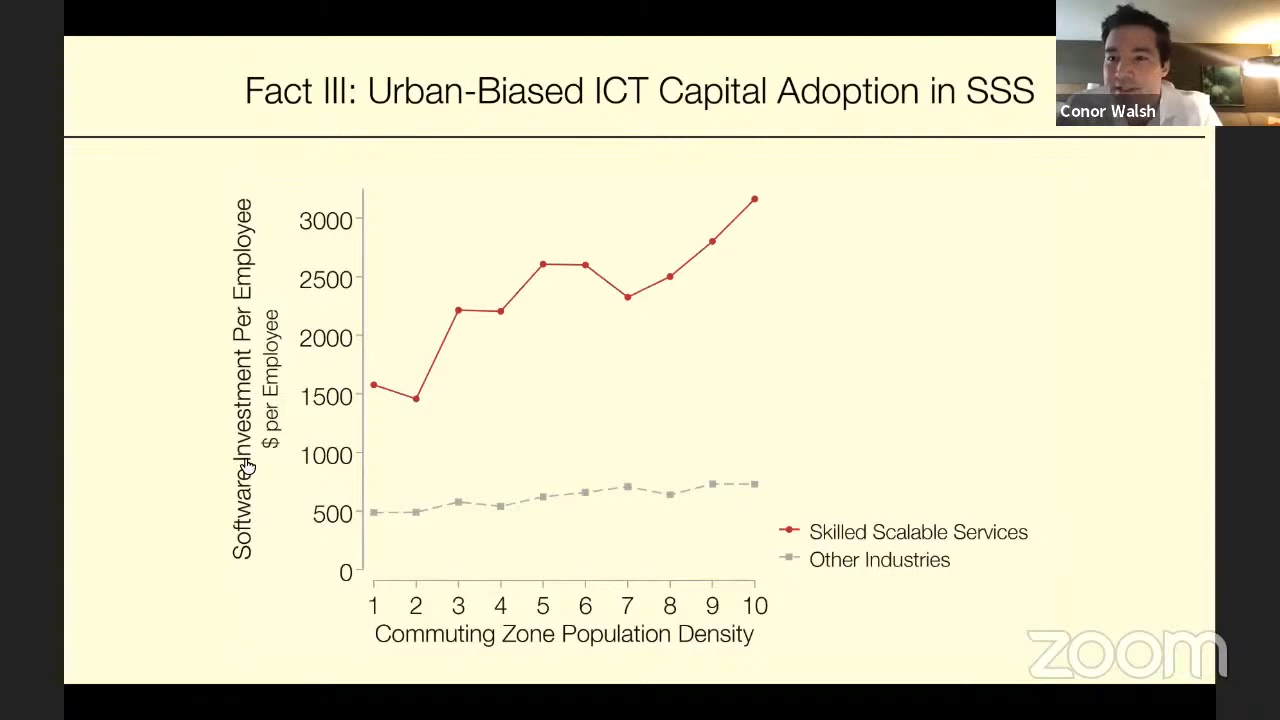 Fact III: Urban-Biased ICT Capital Adoption in SSS
Conor Walsh
Software Investment Per Employee
$ per Employee
3000
2500
2000
1500
1000
500
0
1 2 3 4 5 6 7 8 9 10
Commuting Zone Population Density
Skilled Scalable Services
Other Industries
zoom